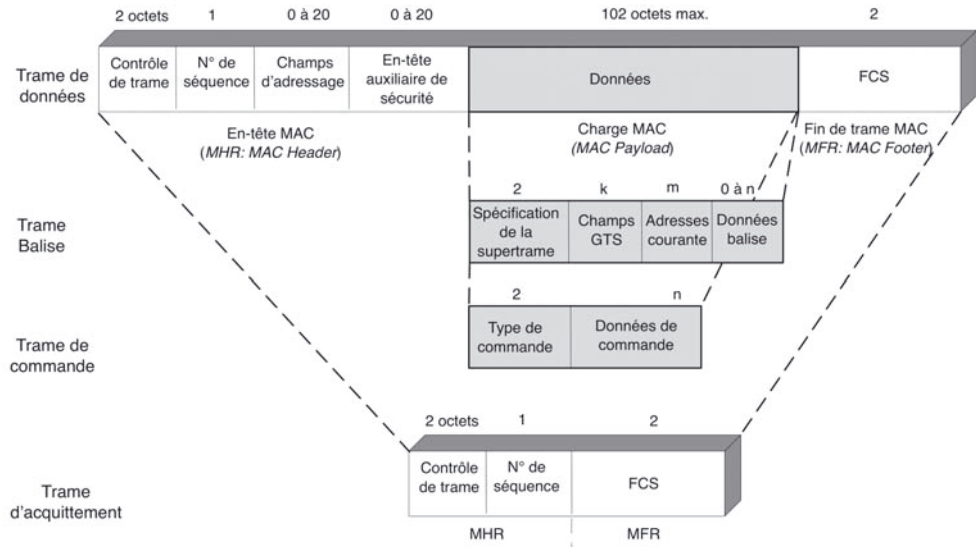 2 octets 1 0 à 20 0 à 20 102 octets max. 2
Trame de
données
Contrôle
de trame
N° de
séquence
Champs
d'adressage
En-tête
auxiliaire de
sécurité
Données
FCS
En-tête MAC
(MHR: MAC Header)
Charge MAC
(MAC Payload)
Fin de trame MAC
(MFR: MAC Footer)
2 k m 0 à n
Trame
Balise
Spécification
de la
supertrame
Champs
GTS
Adresses
courante
Données
balise
2 n
Trame de
commande
Type de
commande
Données de
commande
2 octets 1 2
Trame
d'acquittement
Contrôle
de trame
N° de
séquence
FCS
MHR MFR